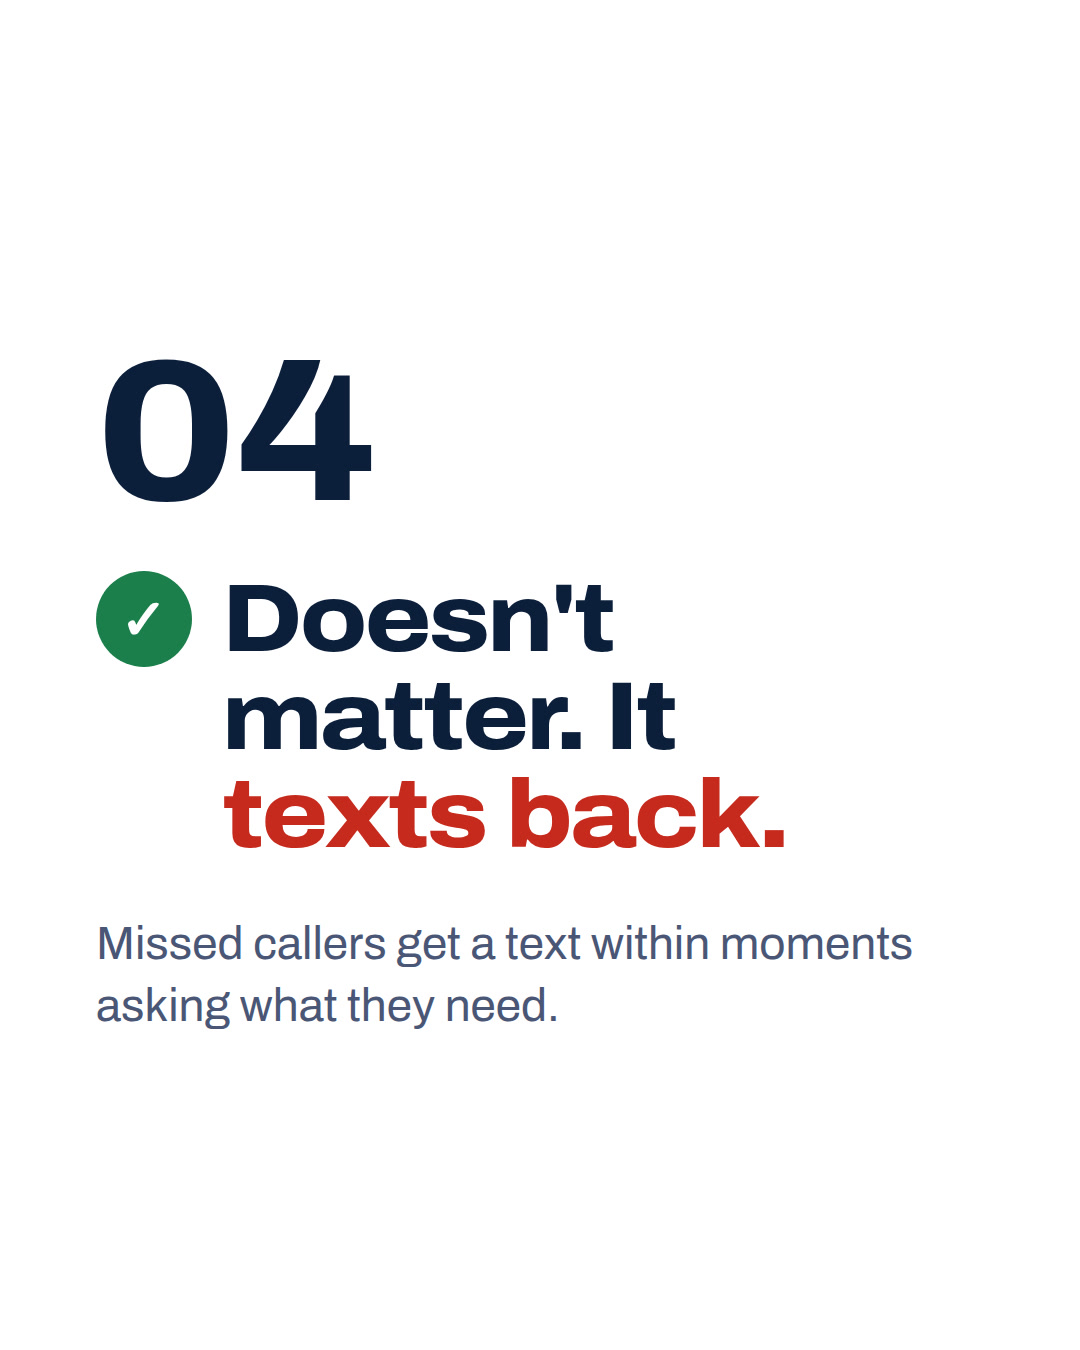 04
✓ Doesn't
matter. It
texts back.
Missed callers get a text within moments
asking what they need.